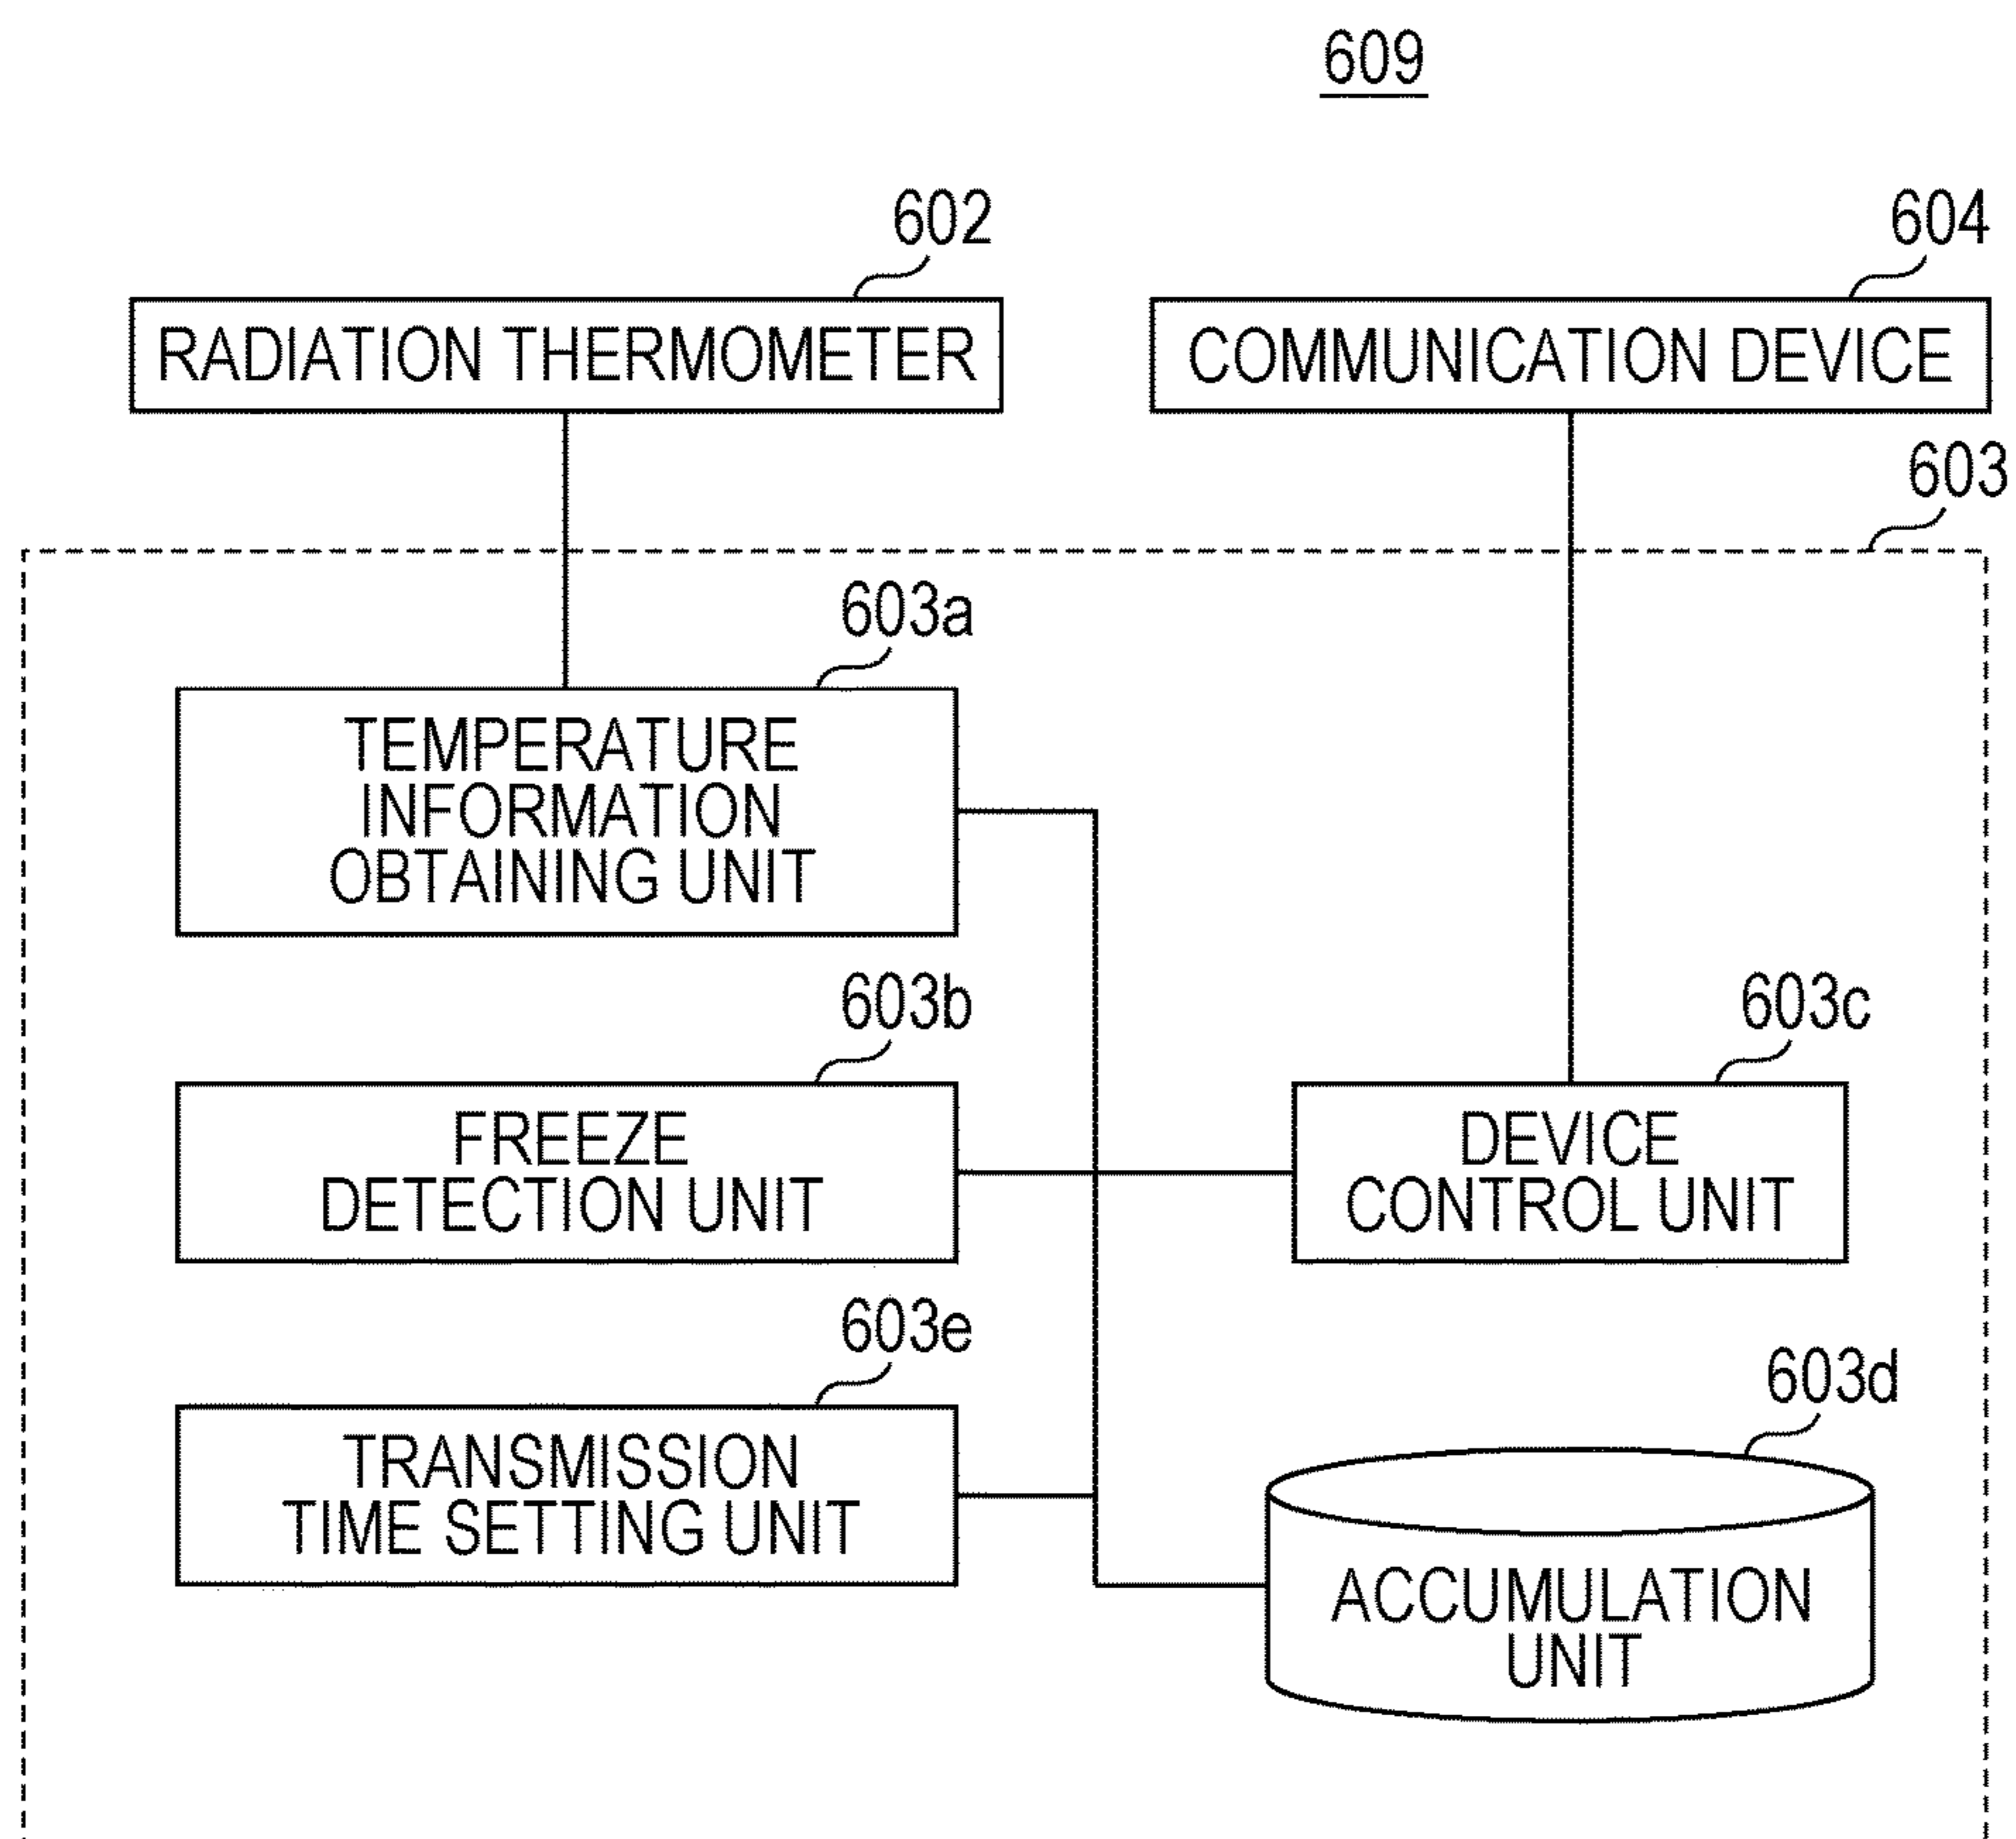 609
602
604
RADIATION THERMOMETER
COMMUNICATION DEVICE
603
603a
TEMPERATURE
INFORMATION
OBTAINING UNIT
603b
603c
FREEZE
DETECTION UNIT
DEVICE
CONTROL UNIT
603e
603d
TRANSMISSION
TIME SETTING UNIT
ACCUMULATION
UNIT